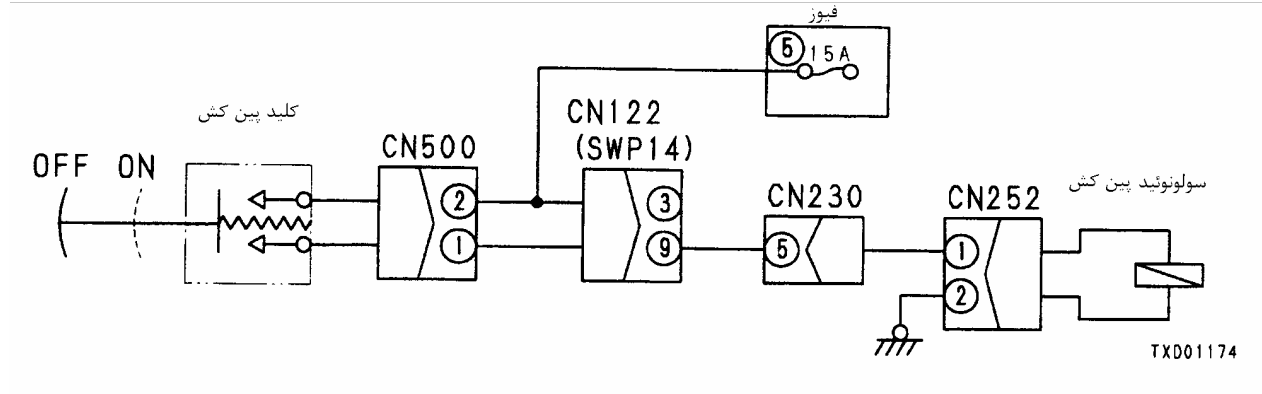 فیوز
5 15A
CN122
(SWP14)
کلید پین کش
CN500
OFF ON
سولونوئید پین کش
CN230
CN252
2
3
1
9
5
1
2
TXD01174